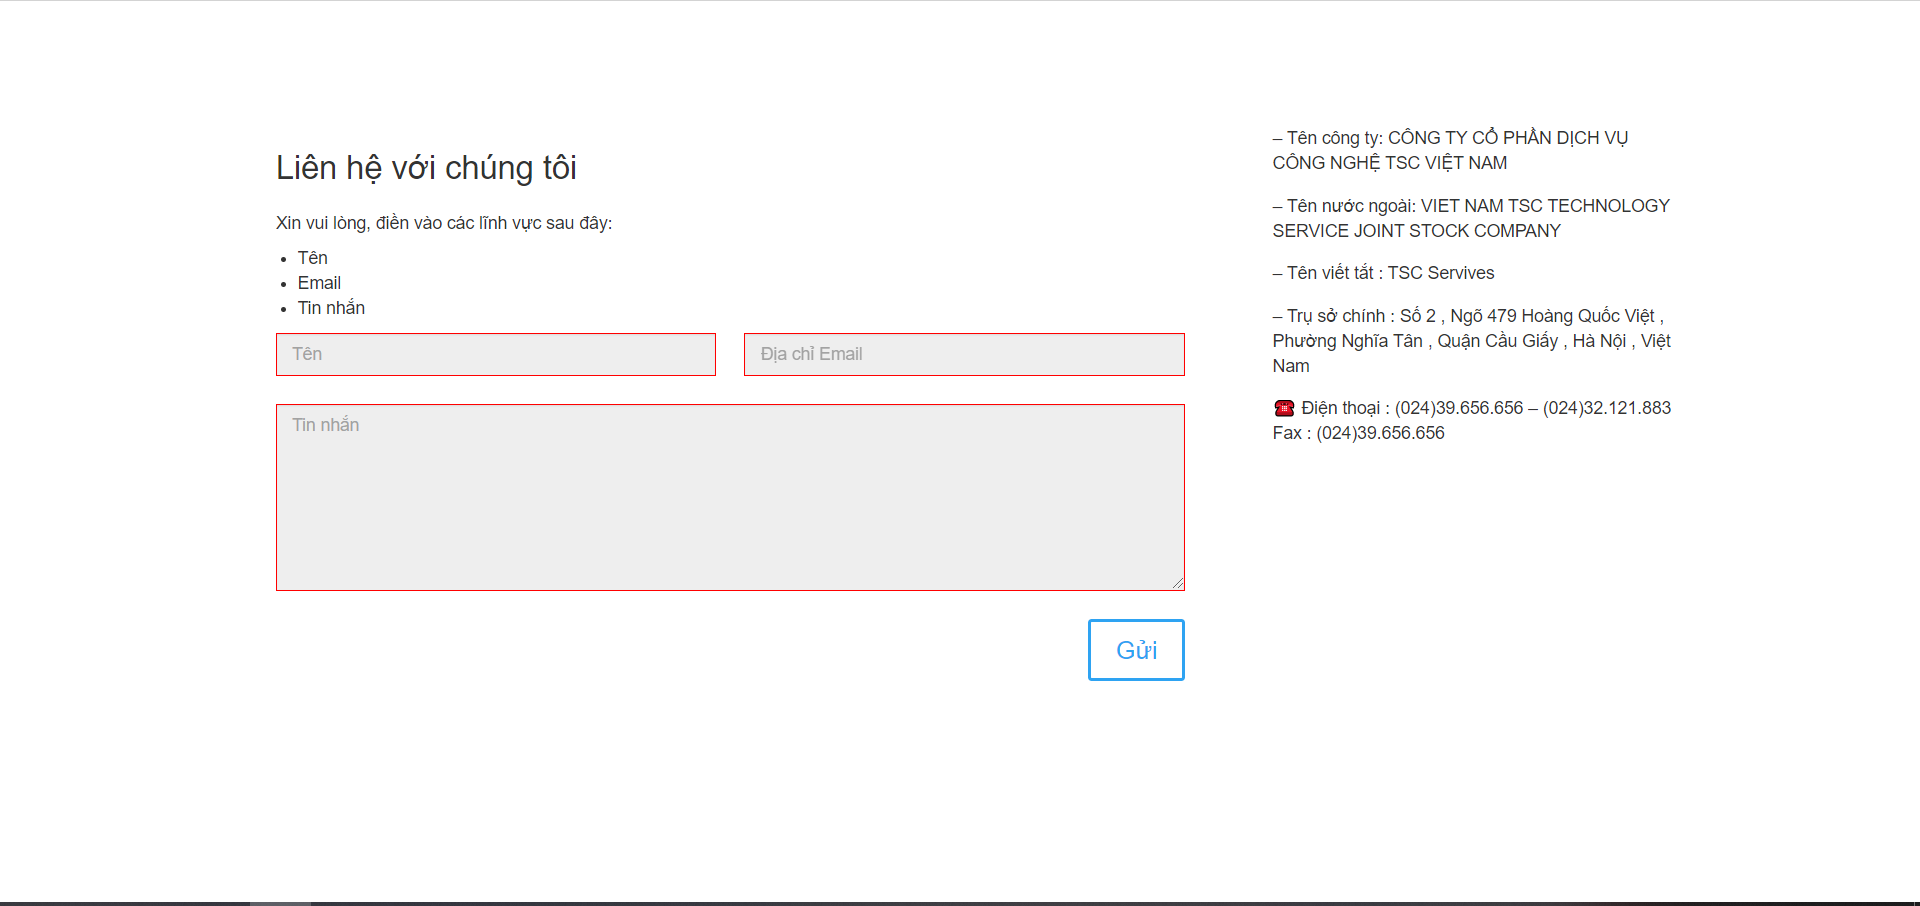 Liên hệ với chúng tôi
Xin vui lòng, điền vào các lĩnh vực sau đây:
• Tên
• Email
• Tin nhắn
Tên
Địa chỉ Email
Tin nhắn
Gửi
– Tên công ty: CÔNG TY CỔ PHẦN DỊCH VỤ
CÔNG NGHỆ TSC VIỆT NAM
– Tên nước ngoài: VIET NAM TSC TECHNOLOGY
SERVICE JOINT STOCK COMPANY
– Tên viết tắt : TSC Servives
– Trụ sở chính : Số 2 , Ngõ 479 Hoàng Quốc Việt ,
Phường Nghĩa Tân , Quận Cầu Giấy , Hà Nội , Việt
Nam
☎ Điện thoại : (024)39.656.656 – (024)32.121.883
Fax : (024)39.656.656